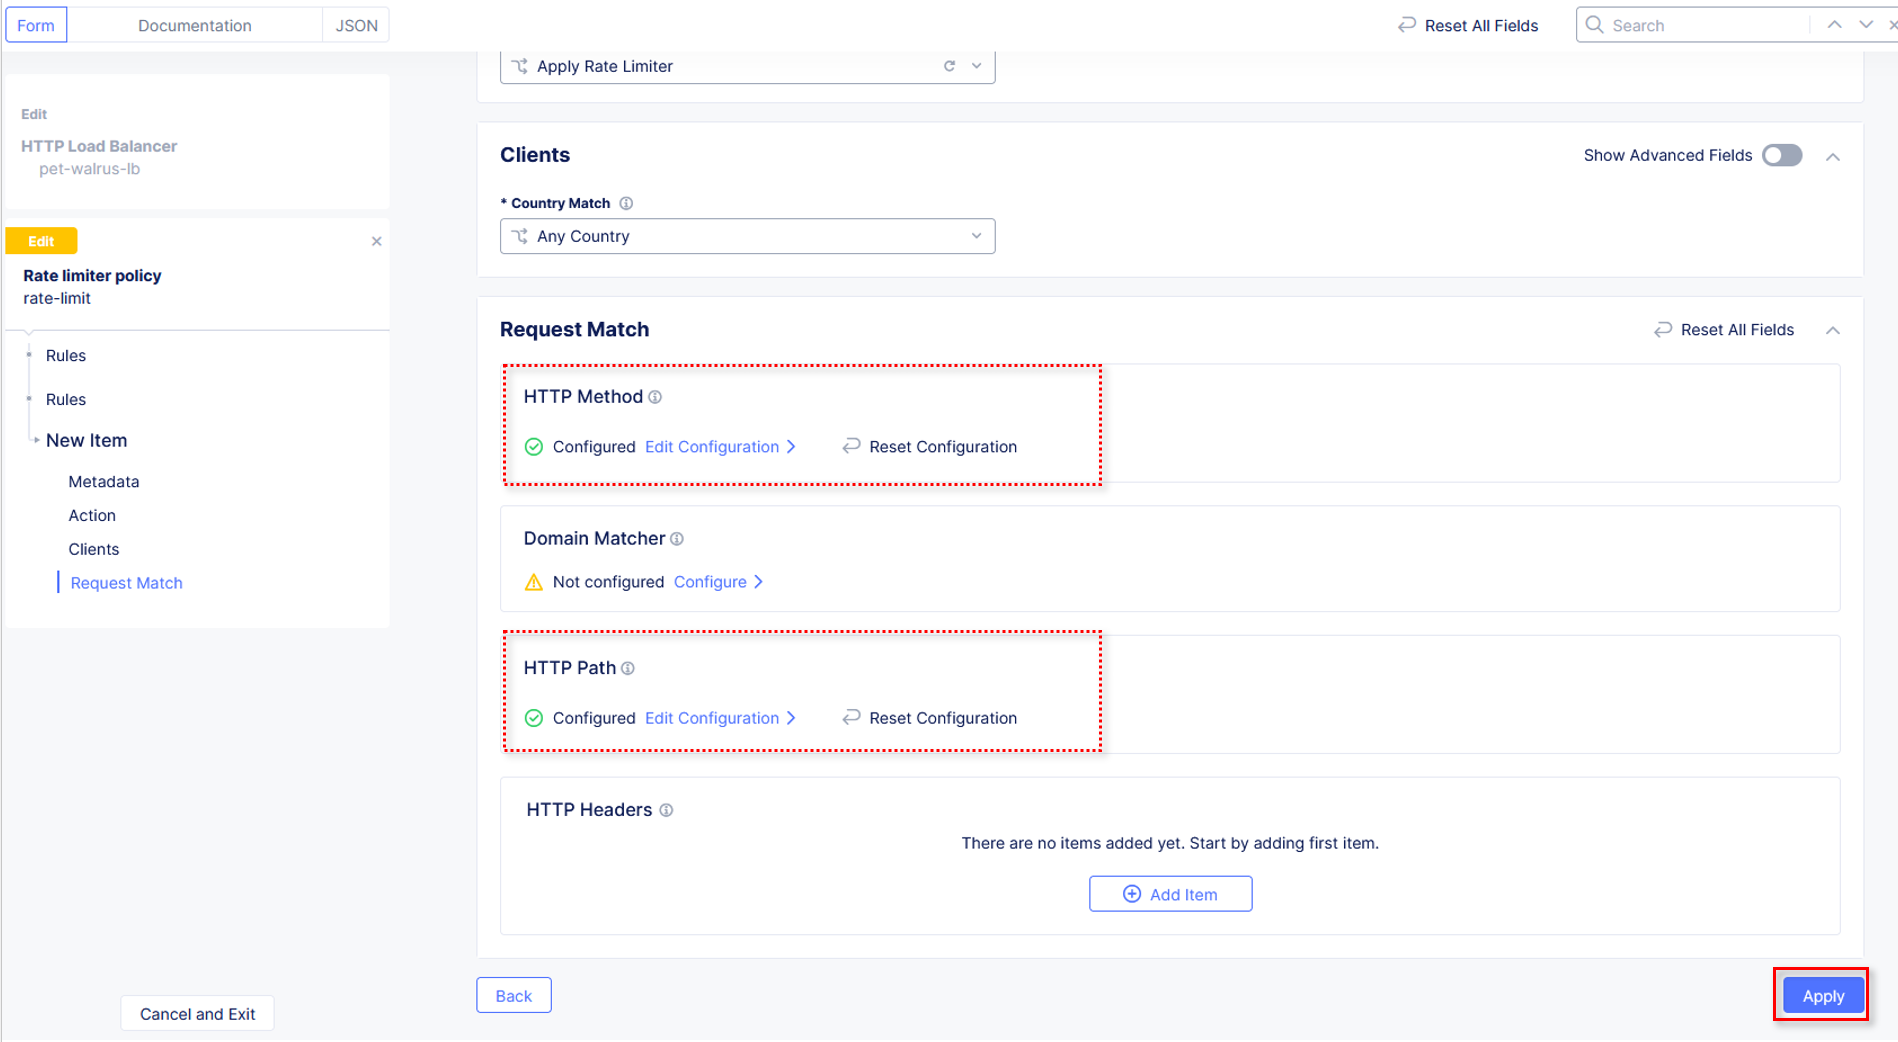 Form
Documentation
JSON
Reset All Fields
Search
Edit
HTTP Load Balancer
pet-walrus-lb
Edit
Rate limiter policy
rate-limit
Rules
Rules
New Item
Metadata
Action
Clients
Request Match
Cancel and Exit
Apply Rate Limiter
Clients
Show Advanced Fields
* Country Match
Any Country
Request Match
Reset All Fields
HTTP Method
Configured Edit Configuration Reset Configuration
Domain Matcher
Not configured Configure
HTTP Path
Configured Edit Configuration Reset Configuration
HTTP Headers
There are no items added yet. Start by adding first item.
Add Item
Back
Apply